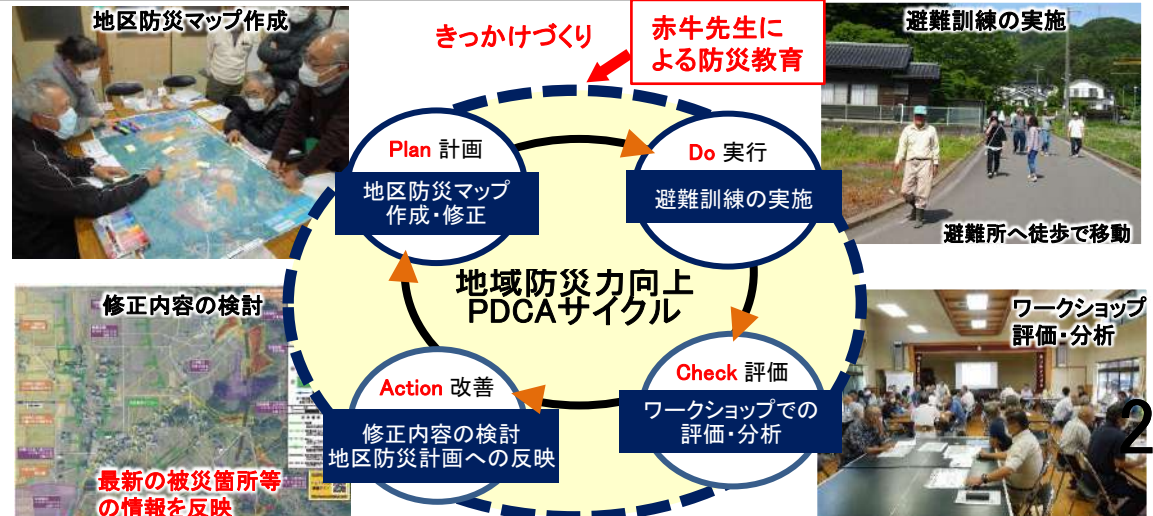 地区防災マップ作成
きっかけづくり
赤牛先生に
よる防災教育
避難訓練の実施
避難所へ徒歩で移動
Plan 計画
地区防災マップ
作成・修正
Do 実行
避難訓練の実施
地域防災力向上
PDCAサイクル
修正内容の検討
最新の被災箇所等
の情報を反映
Action 改善
修正内容の検討
地区防災計画への反映
Check 評価
ワークショップでの
評価・分析
ワークショップ
評価・分析
2